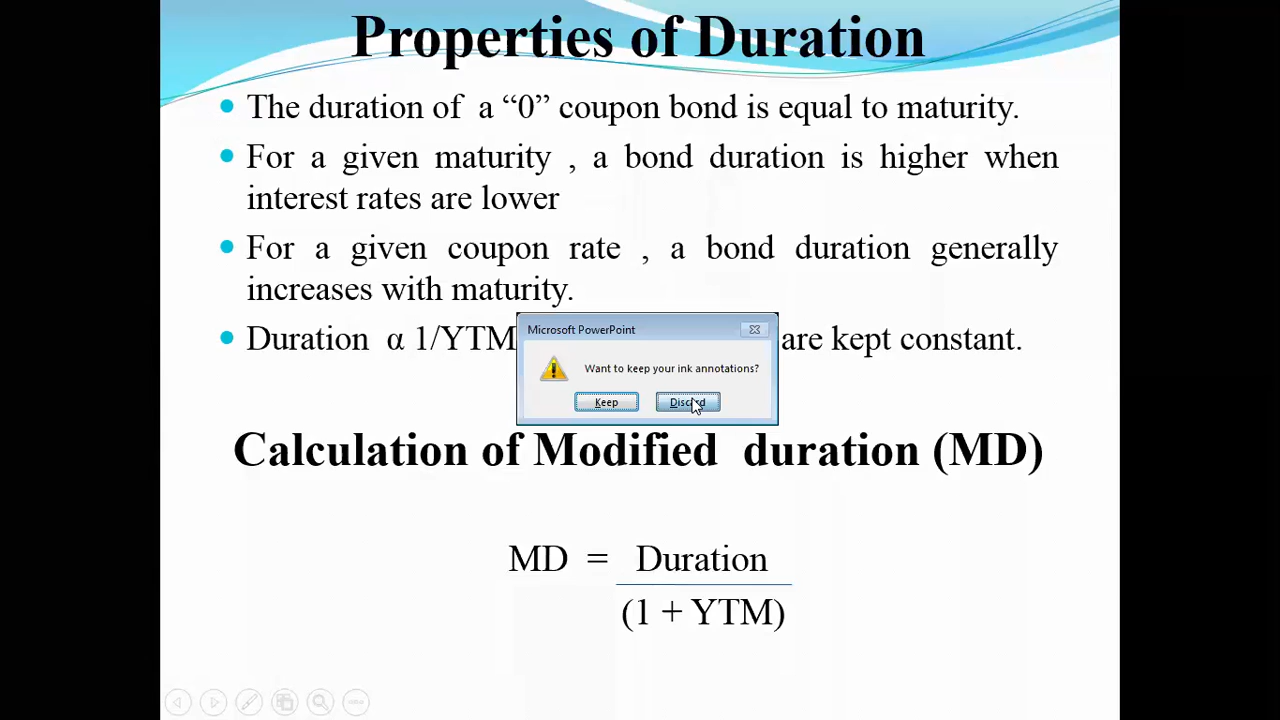 Properties of Duration
The duration of a “0” coupon bond is equal to maturity.
For a given maturity , a bond duration is higher when
interest rates are lower
For a given coupon rate , a bond duration generally
increases with maturity.
Duration α 1/YTM are kept constant.
Microsoft PowerPoint
Want to keep your ink annotations?
Keep Discard
Calculation of Modified duration (MD)
MD = Duration
(1 + YTM)